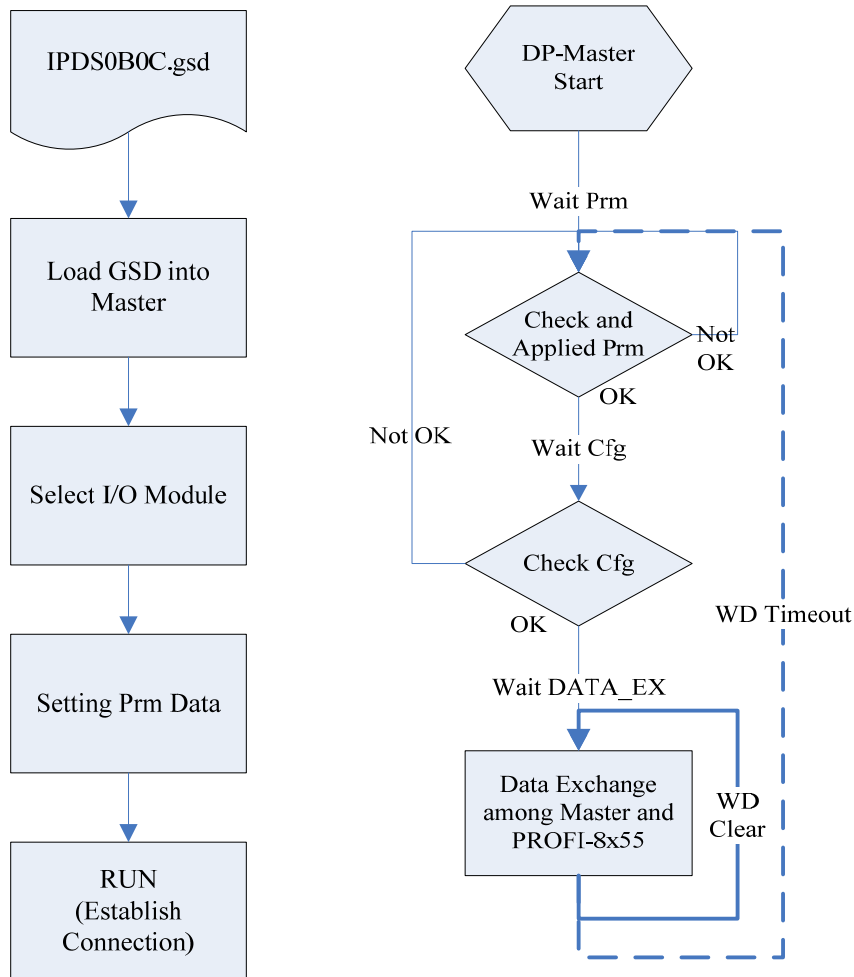 IPDS0B0C.gsd
Load GSD into
Master
Select I/O Module
Setting Prm Data
RUN
(Establish
Connection)
DP-Master
Start
Wait Prm
Check and
Applied Prm
Not
OK
OK
Not OK
Wait Cfg
Check Cfg
OK
WD Timeout
Wait DATA_EX
Data Exchange
among Master and
PROFI-8x55
WD
Clear